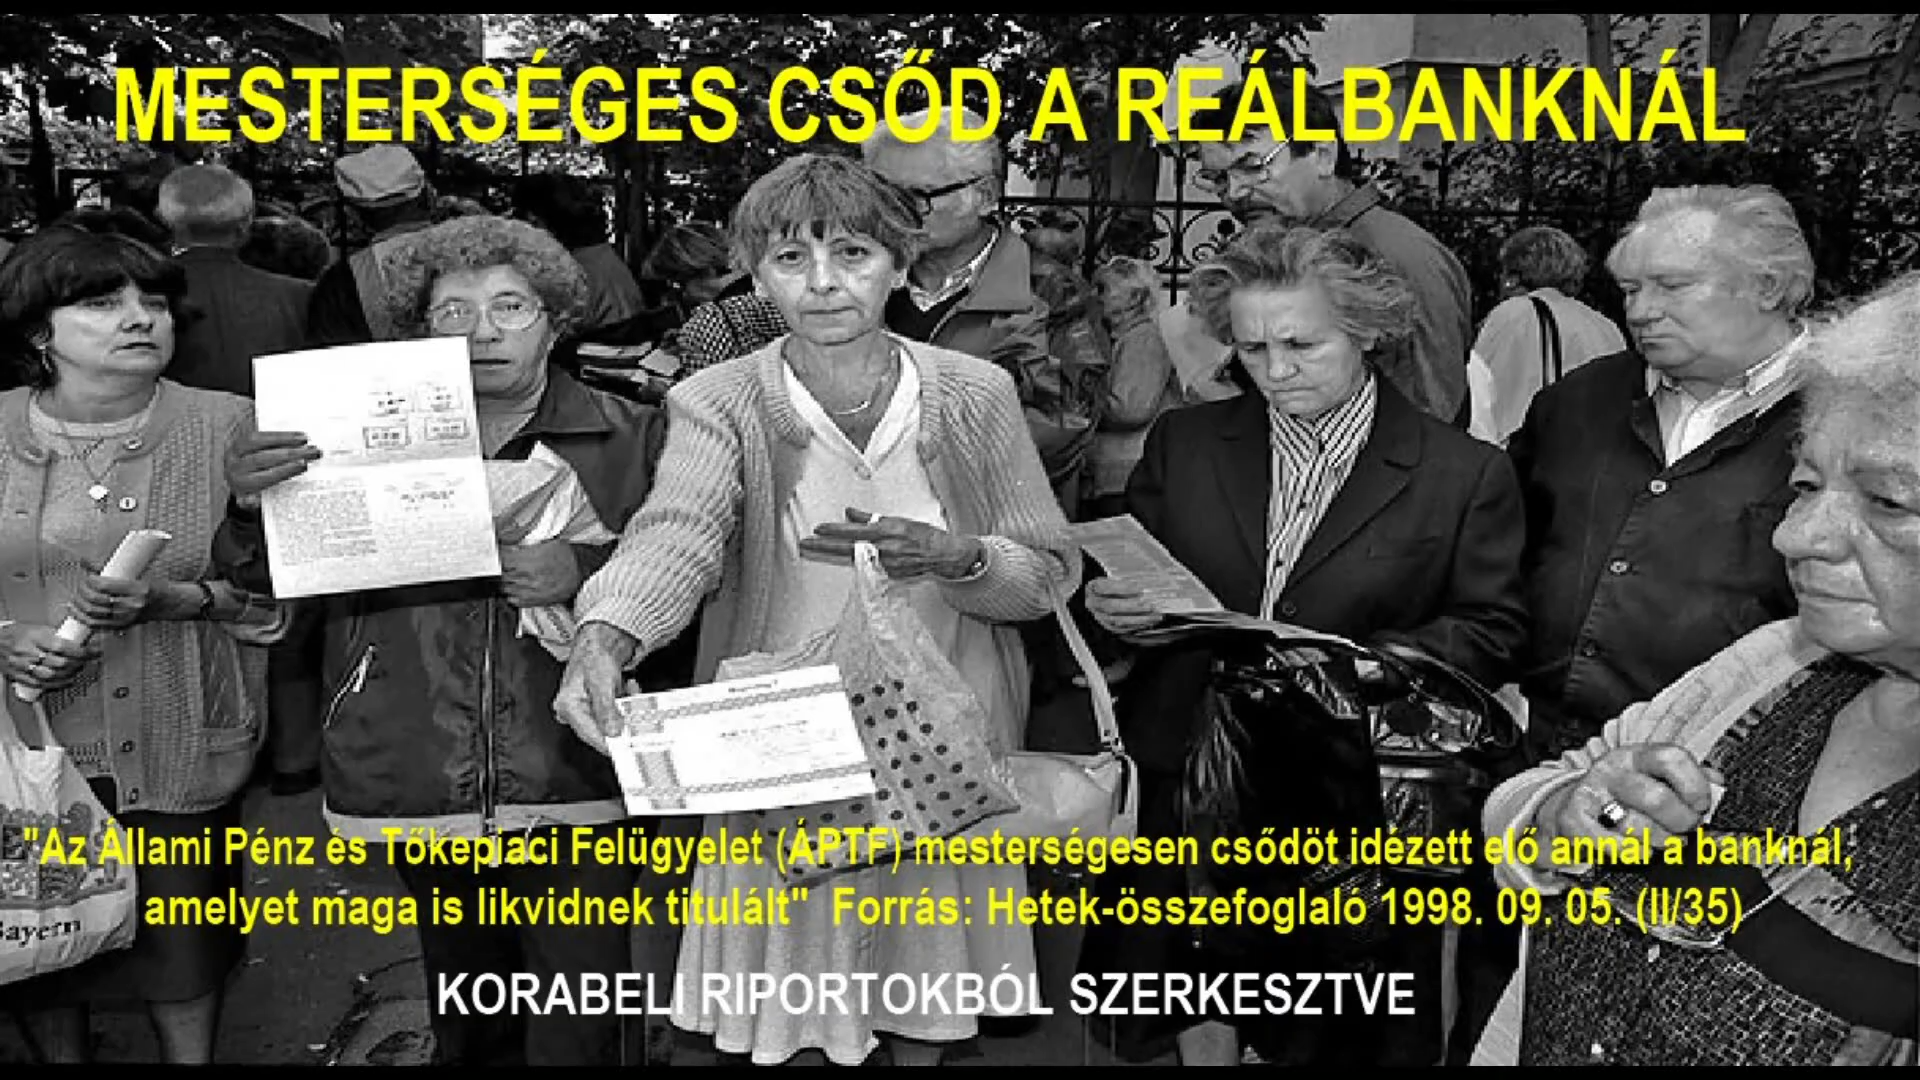 MESTERSÉGES CSŐD A REÁLBANKNÁL
"Az Állami Pénz és Tőkepiaci Felügyelet (ÁPTF) mesterségesen csődöt idézett elő annál a banknál,
amelyet maga is likvidnek titulált" Forrás: Hetek-összefoglaló 1998. 09. 05. (II/35)
Bayern
KORABELI RIPORTOKBÓL SZERKESZTVE